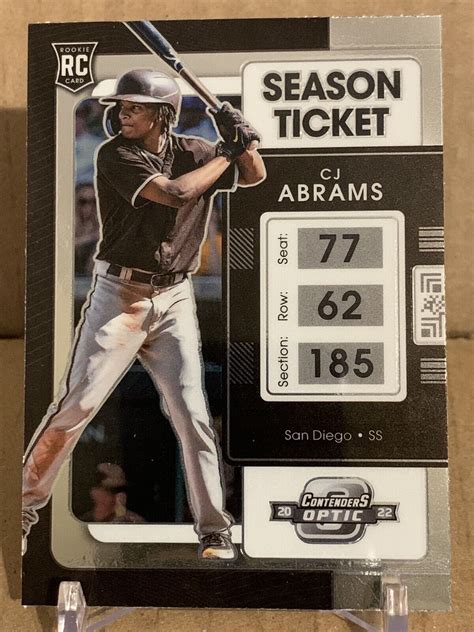 ROOKIE
RC
CARD
SEASON
TICKET
CJ
ABRAMS
Seat: 77
Row: 62
Section: 185
San Diego • SS
CONTENDERS
20 OPTIC 22